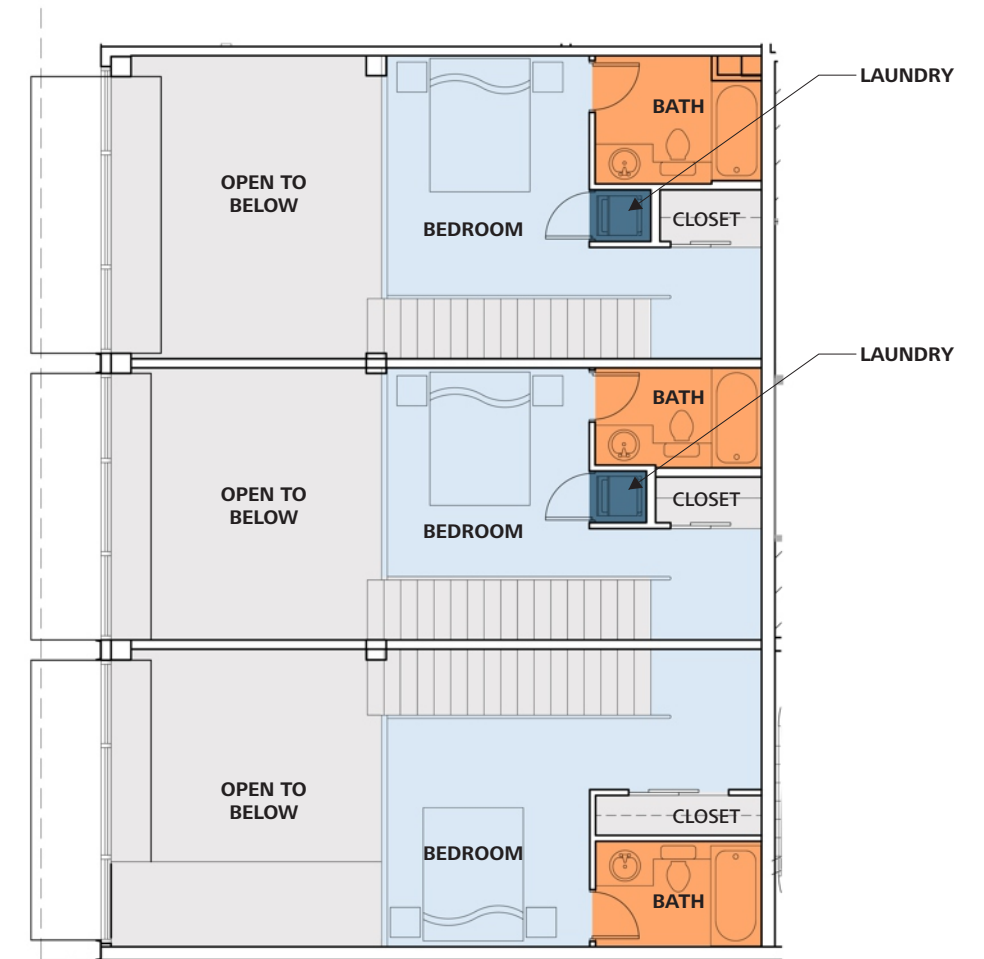 LAUNDRY
BATH
OPEN TO
BELOW
BEDROOM
CLOSET
LAUNDRY
BATH
OPEN TO
BELOW
BEDROOM
CLOSET
OPEN TO
BELOW
BEDROOM
CLOSET
BATH